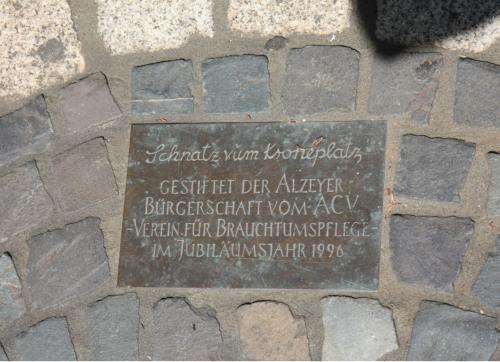 Schnatz vum Kroneplatz
GESTIFTET DER ALZEYER
BÜRGERSCHAFT VOM ACV
-VEREIN FÜR BRAUCHTUMSPFLEGE-
IM JUBILÄUMSJAHR 1996